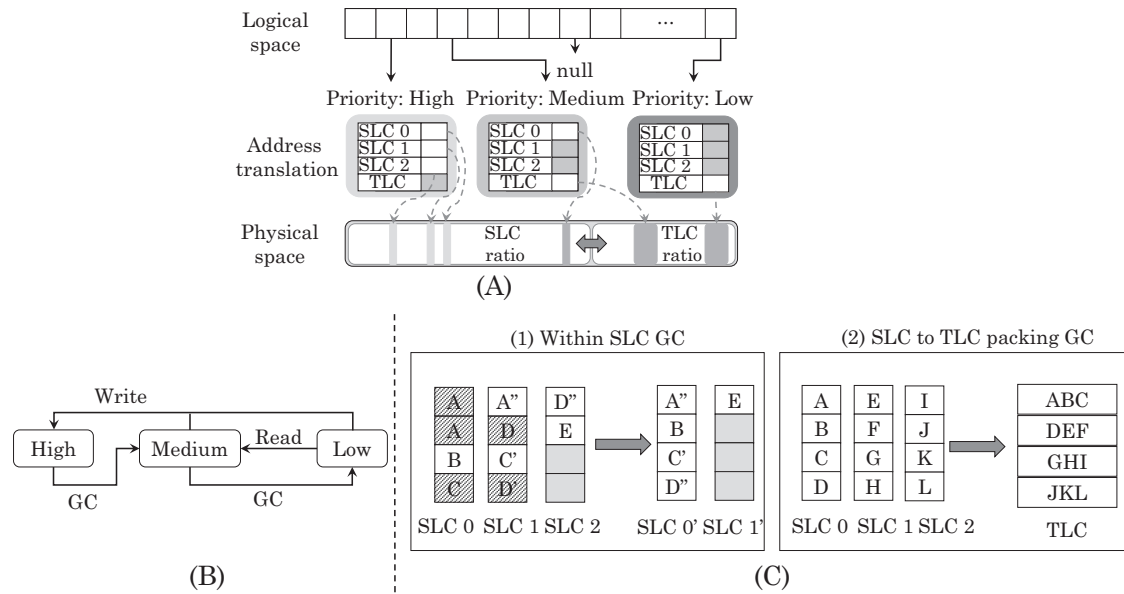 Logical space
...
null
Priority: High Priority: Medium Priority: Low
Address translation
SLC 0 SLC 0 SLC 0
SLC 1 SLC 1 SLC 1
SLC 2 SLC 2 SLC 2
TLC TLC TLC
Physical space
SLC ratio
TLC ratio
(A)
Write
High Medium Read Low
GC GC
(B)
(1) Within SLC GC
A A” D” A” E
A D E B
B C’ C’
C D’ D”
SLC 0 SLC 1 SLC 2 SLC 0’ SLC 1’
(2) SLC to TLC packing GC
A E I ABC
B F J DEF
C G K GHI
D H L JKL
SLC 0 SLC 1 SLC 2 TLC
(C)